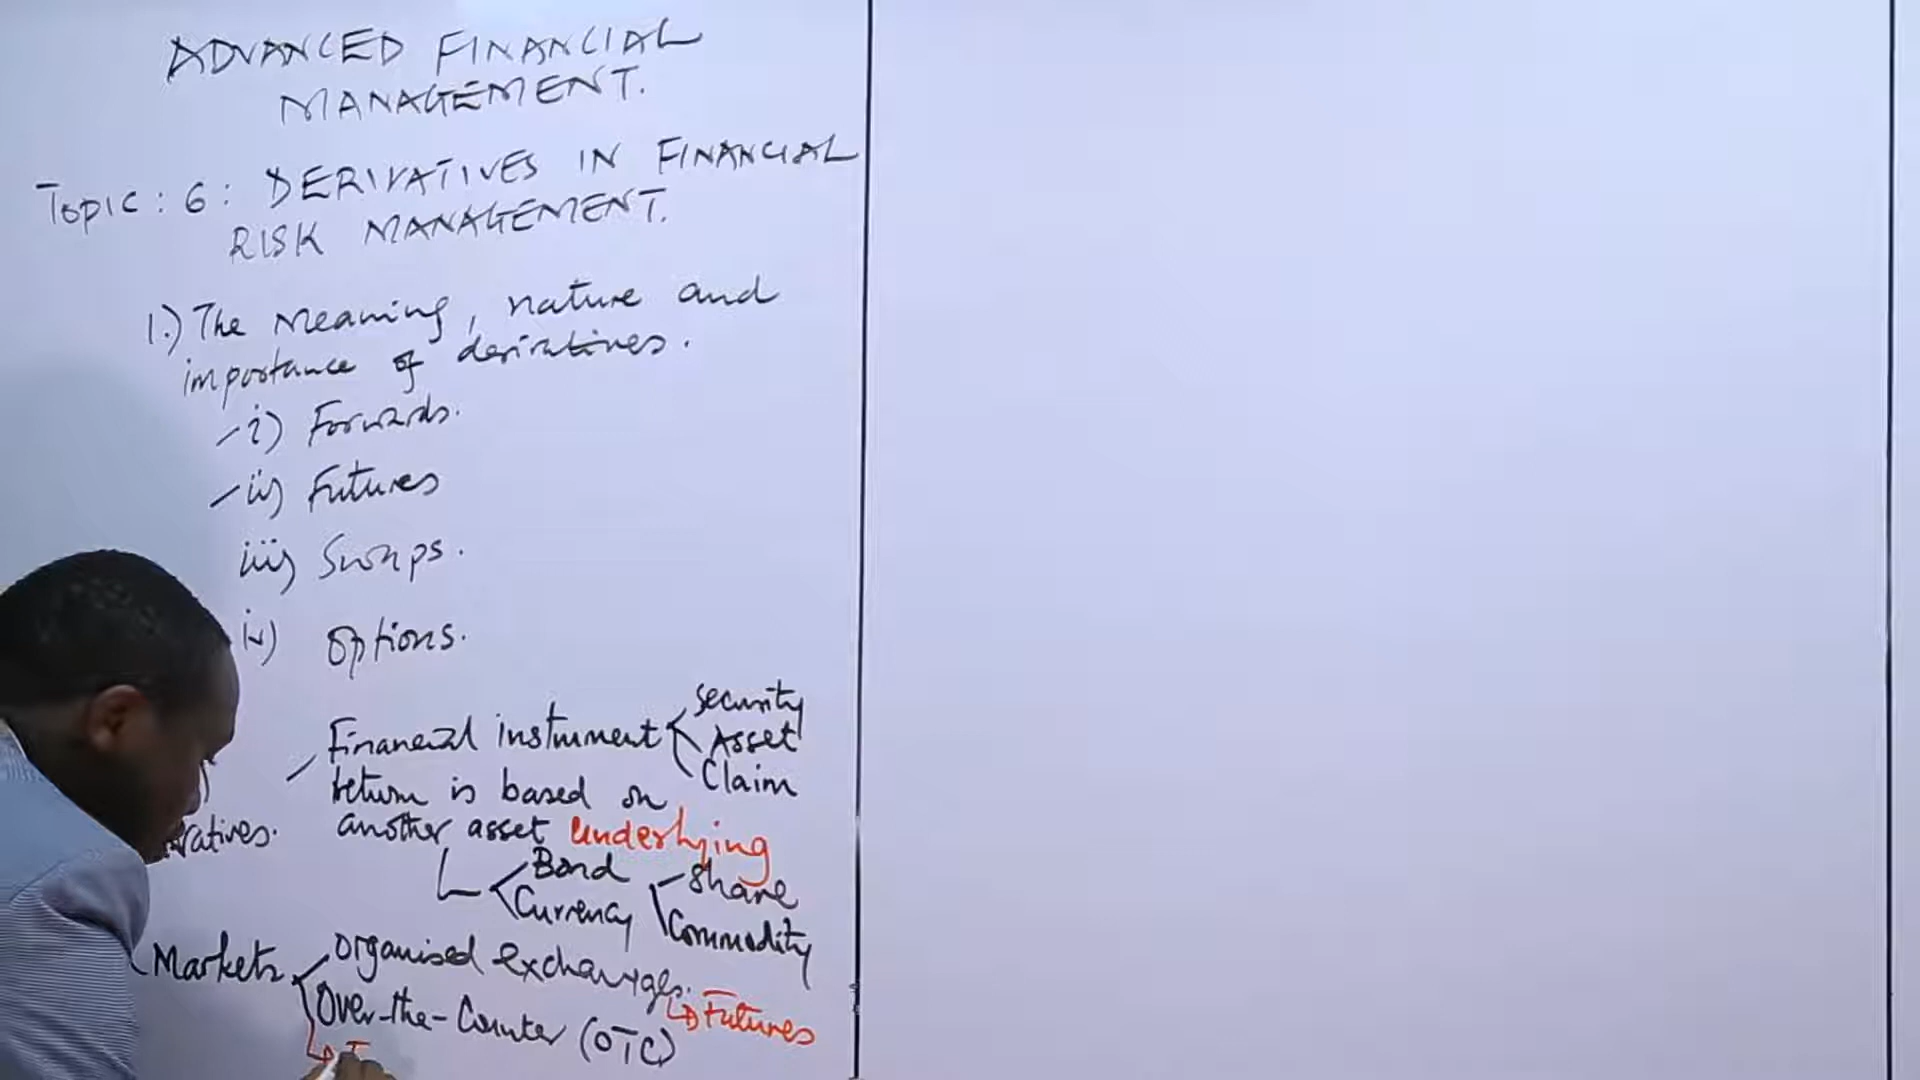 ADVANCED FINANCIAL
MANAGEMENT.
Topic: 6: DERIVATIVES IN FINANCIAL
RISK MANAGEMENT.
1.) The Meaning, nature and
importance of derivatives.
i) Forwards.
ii) Futures
iii) Swaps.
iv) Options.
Financial instrument
Security
Asset
Claim
return is based on
another asset underlying
ratives.
Bond
Currency
Share
Commodity
Markets
Organised exchanges.
Futures
Over-the-Counter (OTC)